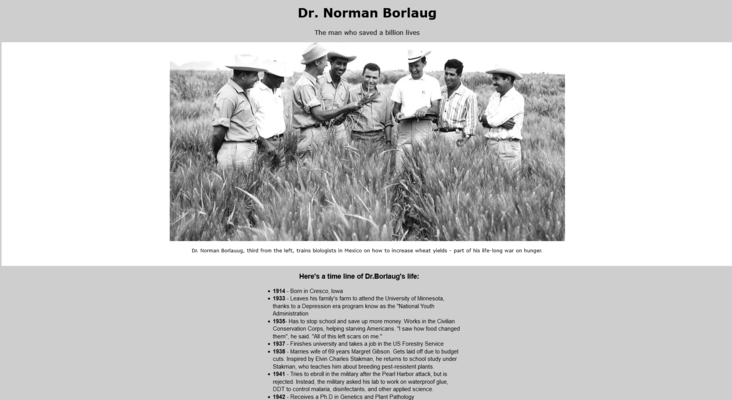 Dr. Norman Borlaug
The man who saved a billion lives
Dr. Norman Borlauug, third from the left, trains biologists in Mexico on how to increase wheat yields - part of his life-long war on hunger.
Here's a time line of Dr.Borlaug's life:
1914 - Born in Cresco, Iowa
1933 - Leaves his family's farm to attend the University of Minnesota,
thanks to a Depression era program know as the "National Youth
Administration
1935- Has to stop school and save up more money. Works in the Civilian
Conservation Corps, helping starving Americans. "I saw how food changed
them", he said. "All of this left scars on me."
1937 - Finishes university and takes a job in the US Forestry Service
1938 - Marries wife of 69 years Margret Gibson. Gets laid off due to budget
cuts. Inspired by Elvin Charles Stakman, he returns to school study under
Stakman, who teaches him about breeding pest-resistent plants.
1941 - Tries to ebroll in the military after the Pearl Harbor attack, but is
rejected. Instead, the military asked his lab to work on waterproof glue,
DDT to control malaria, disinfectants, and other applied science.
1942 - Receives a Ph.D in Genetics and Plant Pathology